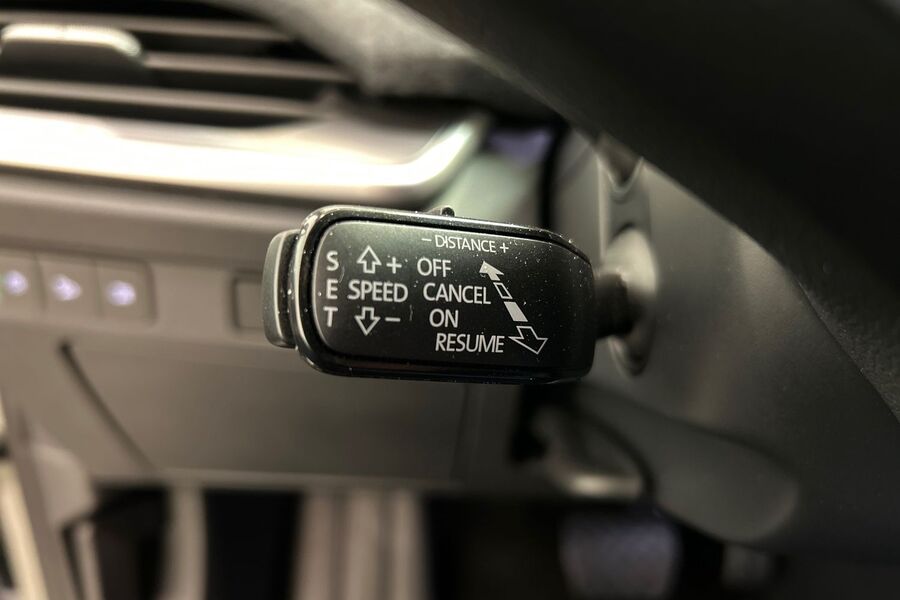 - DISTANCE +
S + OFF
E SPEED CANCEL
T - ON
RESUME